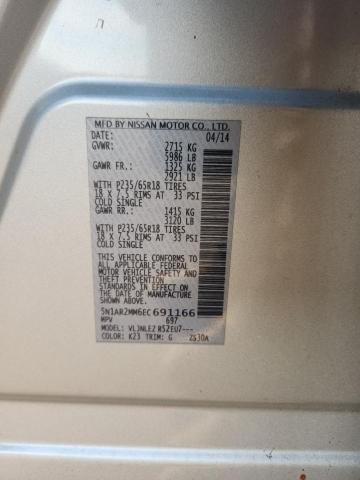 MFD BY NISSAN MOTOR CO., LTD.
DATE: 04/14
GVWR: 2715 KG
5986 LB
GAWR FR.: 1325 KG
2921 LB
WITH P235/65R18 TIRES
18 X 7.5 RIMS AT 33 PSI
COLD SINGLE
GAWR RR.: 1415 KG
3120 LB
WITH P235/65R18 TIRES
18 X 7.5 RIMS AT 33 PSI
COLD SINGLE
THIS VEHICLE CONFORMS TO
ALL APPLICABLE FEDERAL
MOTOR VEHICLE SAFETY AND
THEFT PREVENTION
STANDARDS IN EFFECT ON
THE DATE OF MANUFACTURE
SHOWN ABOVE.
5N1AR2MM6EC691166
MPV 697
MODEL: VLJNLEZ R52EU7---
COLOR: K23 TRIM: G ZS30A